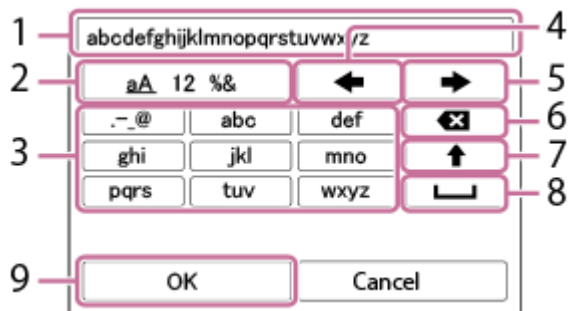 1 abcdefghijklmnopqrstuvwxyz 4
2 aA 12 %& 5
.-_@ abc def 6
3 ghi jkl mno 7
pqrs tuv wxyz 8
9 OK Cancel